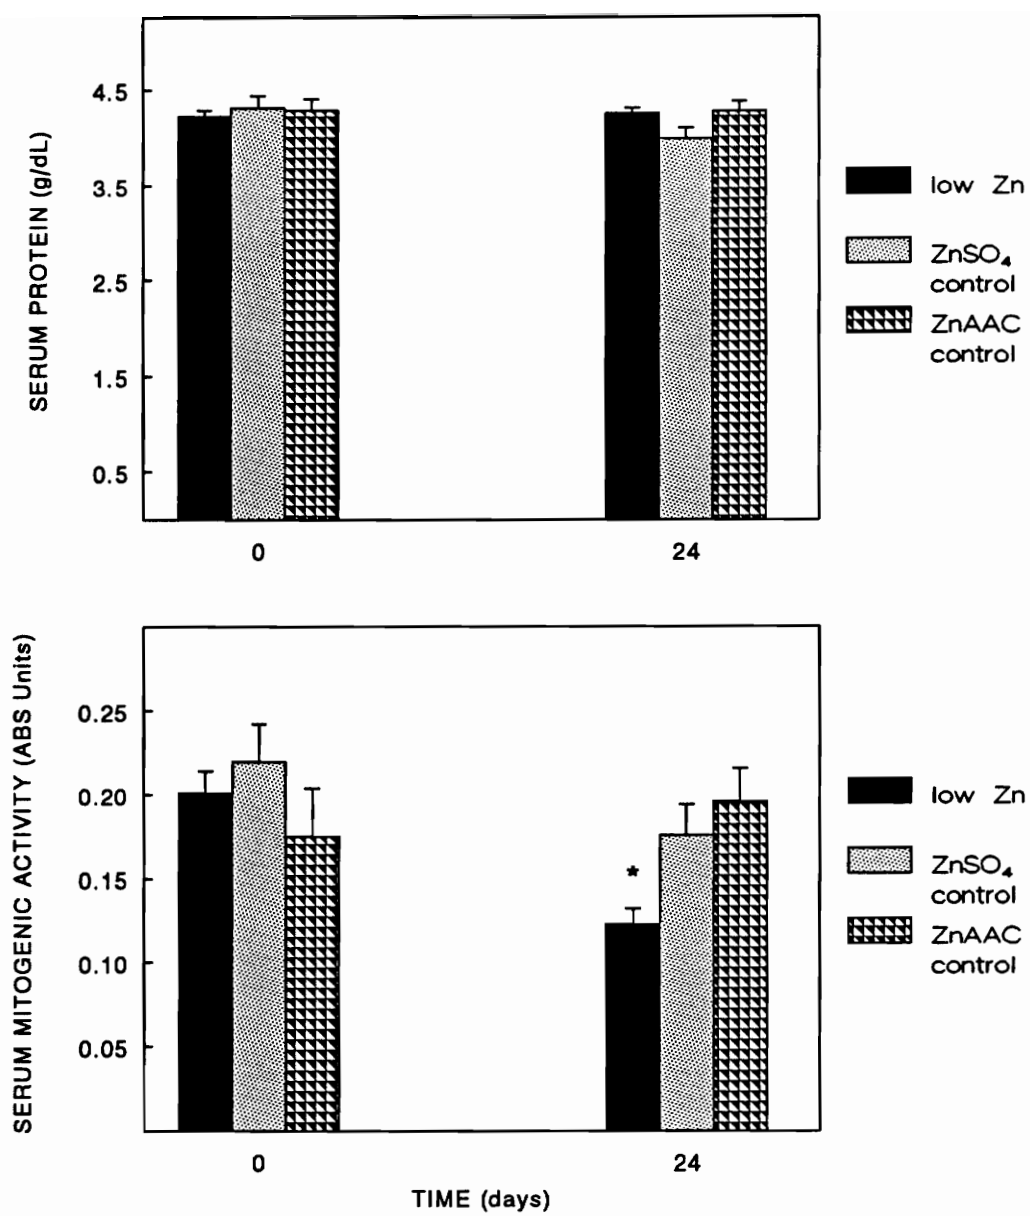 SERUM PROTEIN (g/dL)
4.5
3.5
2.5
1.5
0.5
0
24
low Zn
ZnSO₄
control
ZnAAC
control
SERUM MITOGENIC ACTIVITY (ABS Units)
0.25
0.20
0.15
0.10
0.05
*
0
24
TIME (days)
low Zn
ZnSO₄
control
ZnAAC
control